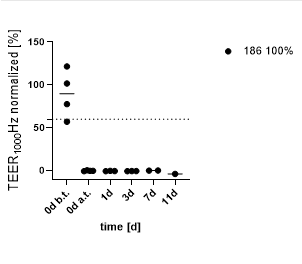 TEER1000Hz normalized [%]
150
100
50
0
0d b.t.
0d a.t.
1d
3d
7d
11d
time [d]
186 100%